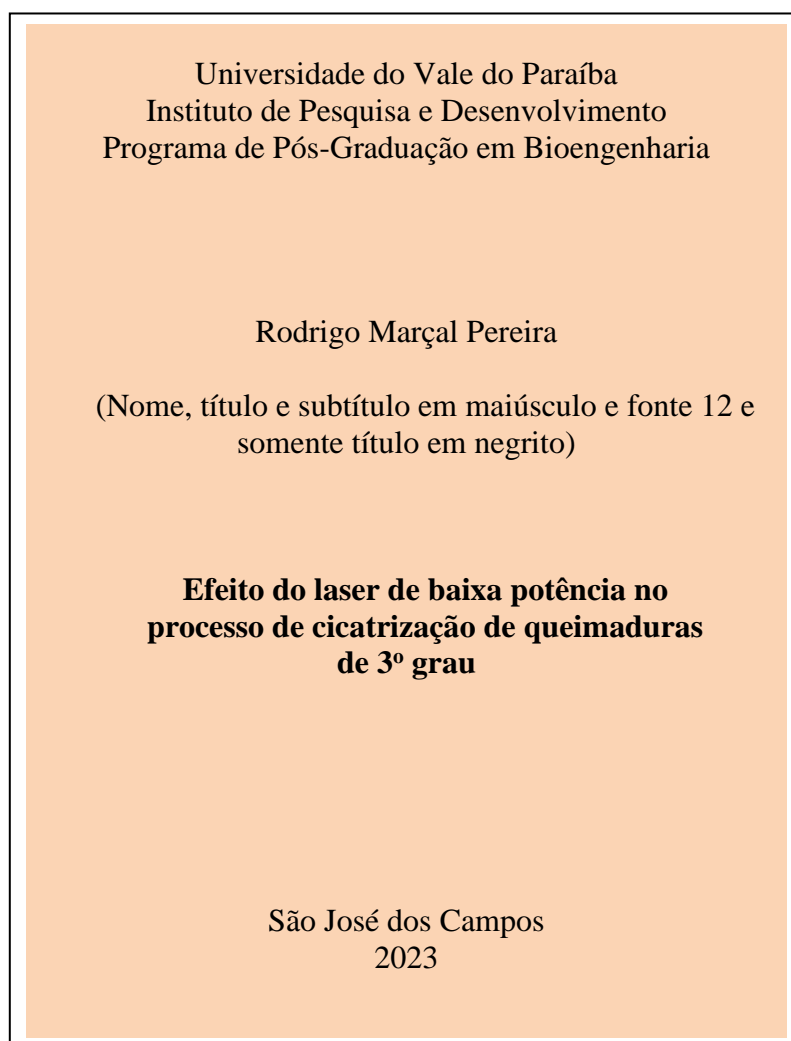 Universidade do Vale do Paraíba
Instituto de Pesquisa e Desenvolvimento
Programa de Pós-Graduação em Bioengenharia
Rodrigo Marçal Pereira
(Nome, título e subtítulo em maiúsculo e fonte 12 e
somente título em negrito)
Efeito do laser de baixa potência no
processo de cicatrização de queimaduras
de 3º grau
São José dos Campos
2023